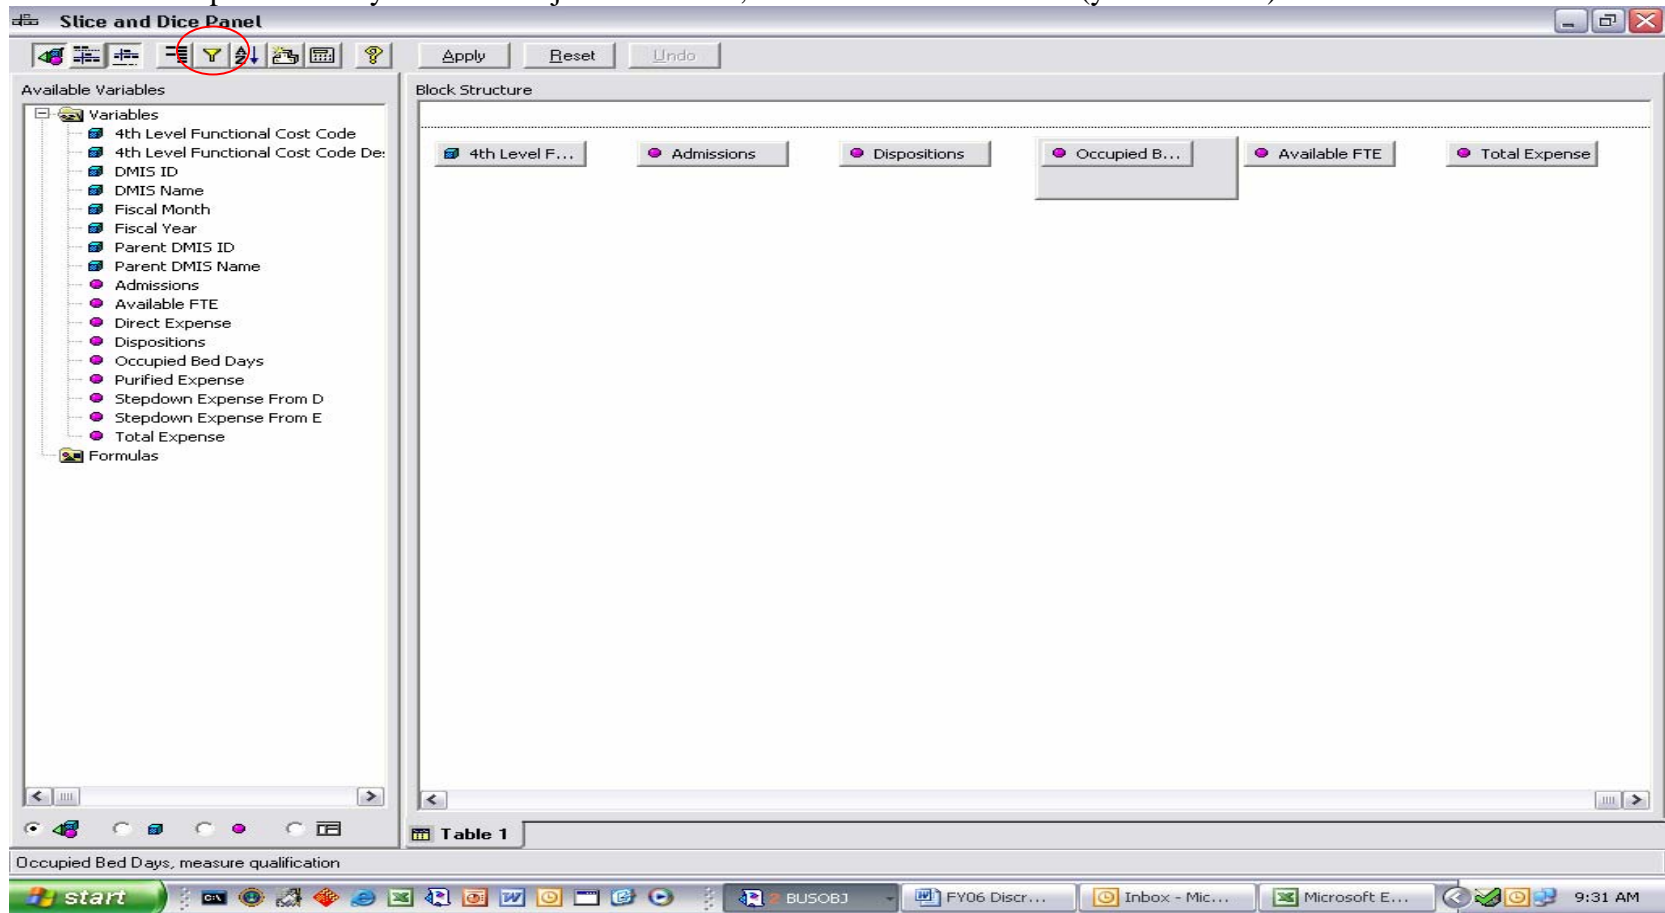 Slice and Dice Panel
Apply Reset Undo
Available Variables
Block Structure
Variables
4th Level Functional Cost Code
4th Level Functional Cost Code De
DMIS ID
DMIS Name
Fiscal Month
Fiscal Year
Parent DMIS ID
Parent DMIS Name
Admissions
Available FTE
Direct Expense
Dispositions
Occupied Bed Days
Purified Expense
Stepdown Expense From D
Stepdown Expense From E
Total Expense
Formulas
4th Level F... Admissions Dispositions Occupied B... Available FTE Total Expense
Table 1
Occupied Bed Days, measure qualification
start 2 BUSOBJ FY06 Discr... Inbox - Mic... Microsoft E... 9:31 AM